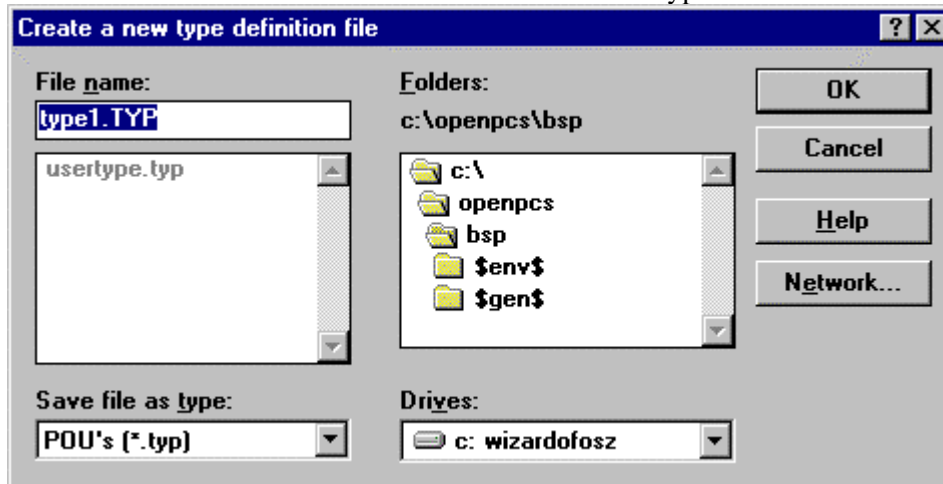 Create a new type definition file
File name:
type1.TYP
usertype.typ
Save file as type:
POU's (*.typ)
Folders:
c:\openpcs\bsp
c:\
openpcs
bsp
$env$
$gen$
Drives:
c: wizardofosz
OK
Cancel
Help
Network...